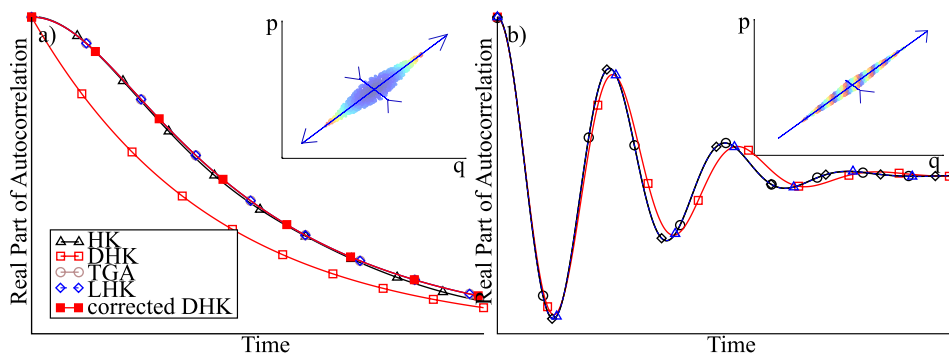 a)
p
q
Real Part of Autocorrelation
HK
DHK
TGA
LHK
corrected DHK
Time
b)
p
q
Real Part of Autocorrelation
Time